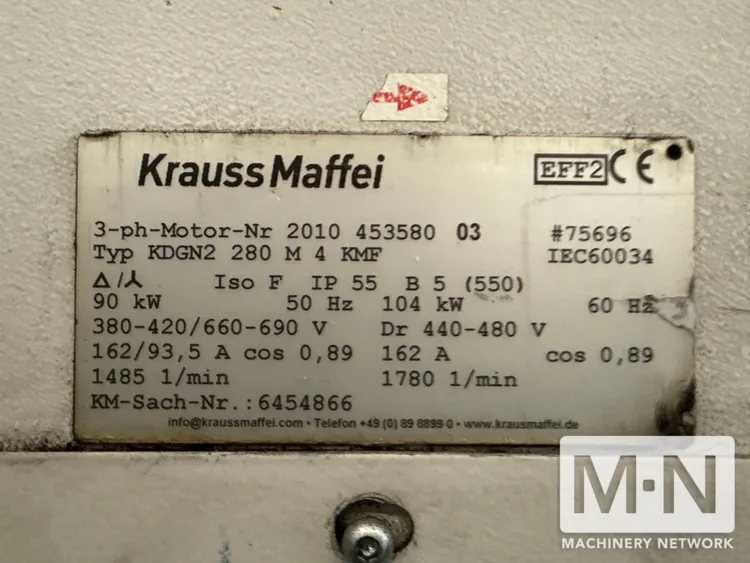 KraussMaffei
EFF2 CE
3-ph-Motor-Nr 2010 453580 03 #75696
Typ KDGN2 280 M 4 KMF IEC60034
Δ/⅄ Iso F IP 55 B 5 (550)
90 kW 50 Hz 104 kW 60 Hz
380-420/660-690 V Dr 440-480 V
162/93,5 A cos 0,89 162 A cos 0,89
1485 1/min 1780 1/min
KM-Sach-Nr.:6454866
info@kraussmaffei.com • Telefon +49 (0) 89 8899 0 • www.kraussmaffei.de
M·N
MACHINERY NETWORK